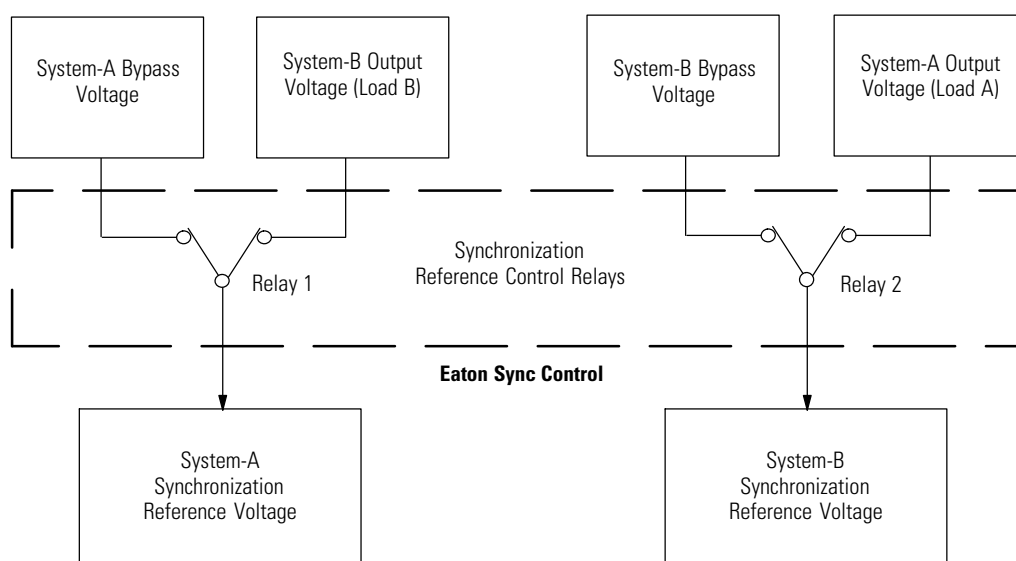 System-A Bypass
Voltage
System-B Output
Voltage (Load B)
System-B Bypass
Voltage
System-A Output
Voltage (Load A)
Synchronization
Reference Control Relays
Relay 1
Relay 2
Eaton Sync Control
System-A
Synchronization
Reference Voltage
System-B
Synchronization
Reference Voltage